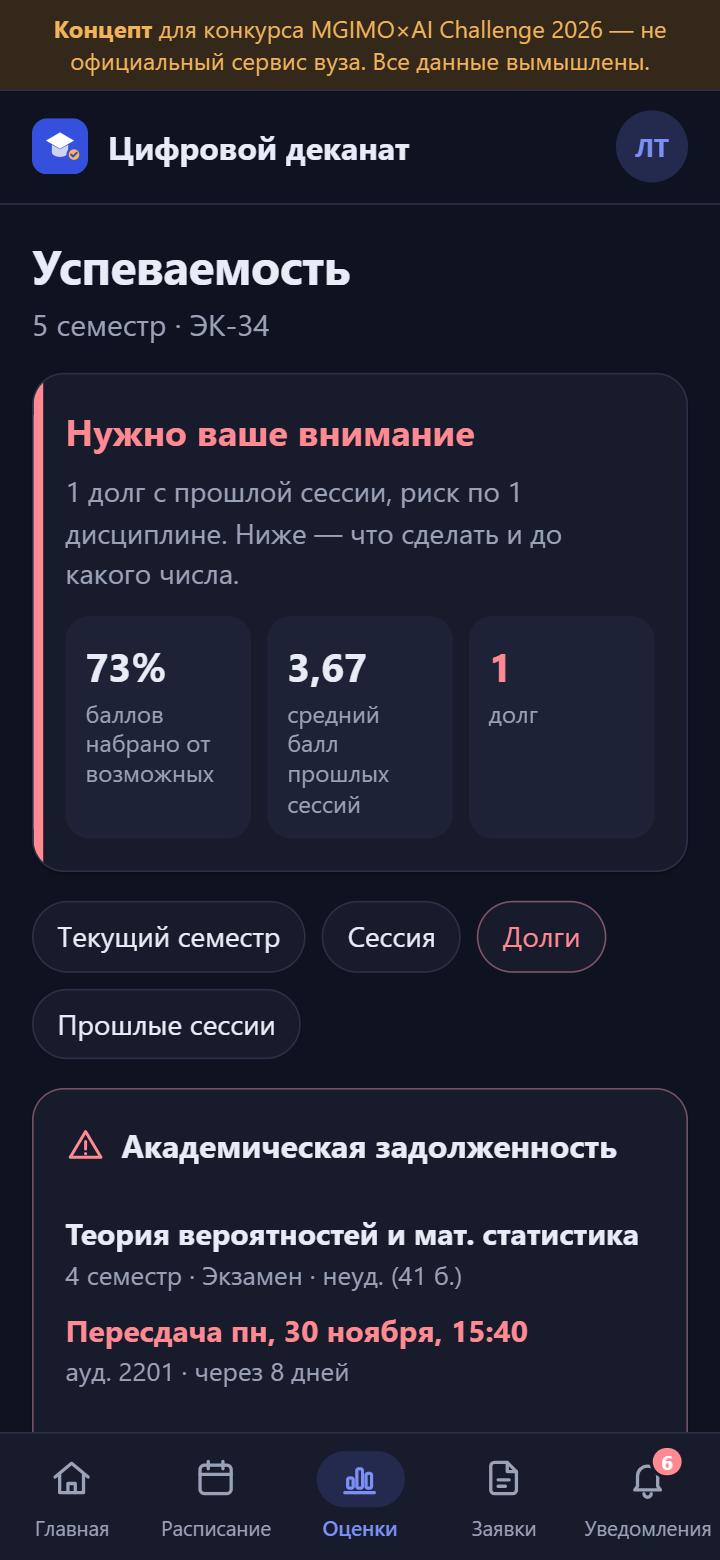 Концепт для конкурса MGIMO×AI Challenge 2026 — не
официальный сервис вуза. Все данные вымышлены.
Цифровой деканат
ЛТ
Успеваемость
5 семестр · ЭК-34
Нужно ваше внимание
1 долг с прошлой сессии, риск по 1
дисциплине. Ниже — что сделать и до
какого числа.
73%
баллов
набрано от
возможных
3,67
средний
балл
прошлых
сессий
1
долг
Текущий семестр
Сессия
Долги
Прошлые сессии
Академическая задолженность
Теория вероятностей и мат. статистика
4 семестр · Экзамен · неуд. (41 б.)
Пересдача пн, 30 ноября, 15:40
ауд. 2201 · через 8 дней
6
Главная
Расписание
Оценки
Заявки
Уведомления